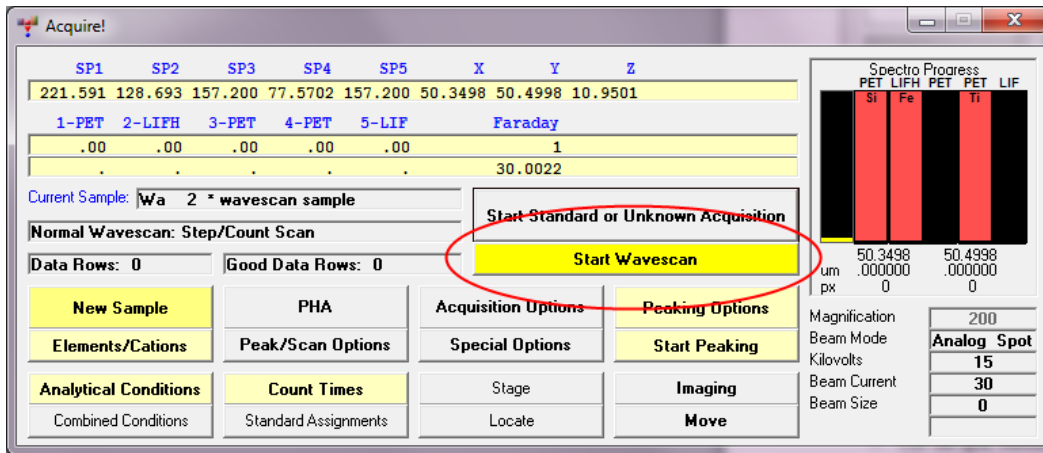 Acquire!
SP1 SP2 SP3 SP4 SP5 X Y Z
221.591 128.693 157.200 77.5702 157.200 50.3498 50.4998 10.9501
1-PET 2-LIFH 3-PET 4-PET 5-LIF Faraday
.00 .00 .00 .00 .00 1
. . . . . 30.0022
Current Sample: Wa 2 * wavescan sample
Normal Wavescan: Step/Count Scan
Data Rows: 0 Good Data Rows: 0
Start Standard or Unknown Acquisition
Start Wavescan
New Sample PHA Acquisition Options Peaking Options
Elements/Cations Peak/Scan Options Special Options Start Peaking
Analytical Conditions Count Times Stage Imaging
Combined Conditions Standard Assignments Locate Move
Spectro Progress
PET LIFH PET PET LIF
Si Fe Ti
50.3498 50.4998
um .000000 .000000
px 0 0
Magnification 200
Beam Mode Analog Spot
Kilovolts 15
Beam Current 30
Beam Size 0